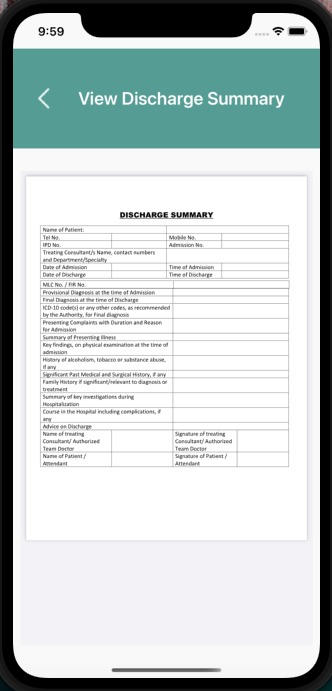 9:59
View Discharge Summary
DISCHARGE SUMMARY
Name of Patient:
Tel No. Mobile No.
IPD No. Admission No.
Treating Consultant/s Name, contact numbers
and Department/Specialty
Date of Admission Time of Admission
Date of Discharge Time of Discharge
MLC No. / FIR No.
Provisional Diagnosis at the time of Admission
Final Diagnosis at the time of Discharge
ICD-10 code(s) or any other codes, as recommended
by the Authority, for Final diagnosis
Presenting Complaints with Duration and Reason
for Admission
Summary of Presenting Illness
Key findings, on physical examination at the time of
admission
History of alcoholism, tobacco or substance abuse,
if any
Significant Past Medical and Surgical History, if any
Family History if significant/relevant to diagnosis or
treatment
Summary of key investigations during
Hospitalization
Course in the Hospital including complications, if
any
Advice on Discharge
Name of treating Signature of treating
Consultant/ Authorized Consultant/ Authorized
Team Doctor Team Doctor
Name of Patient / Signature of Patient /
Attendant Attendant